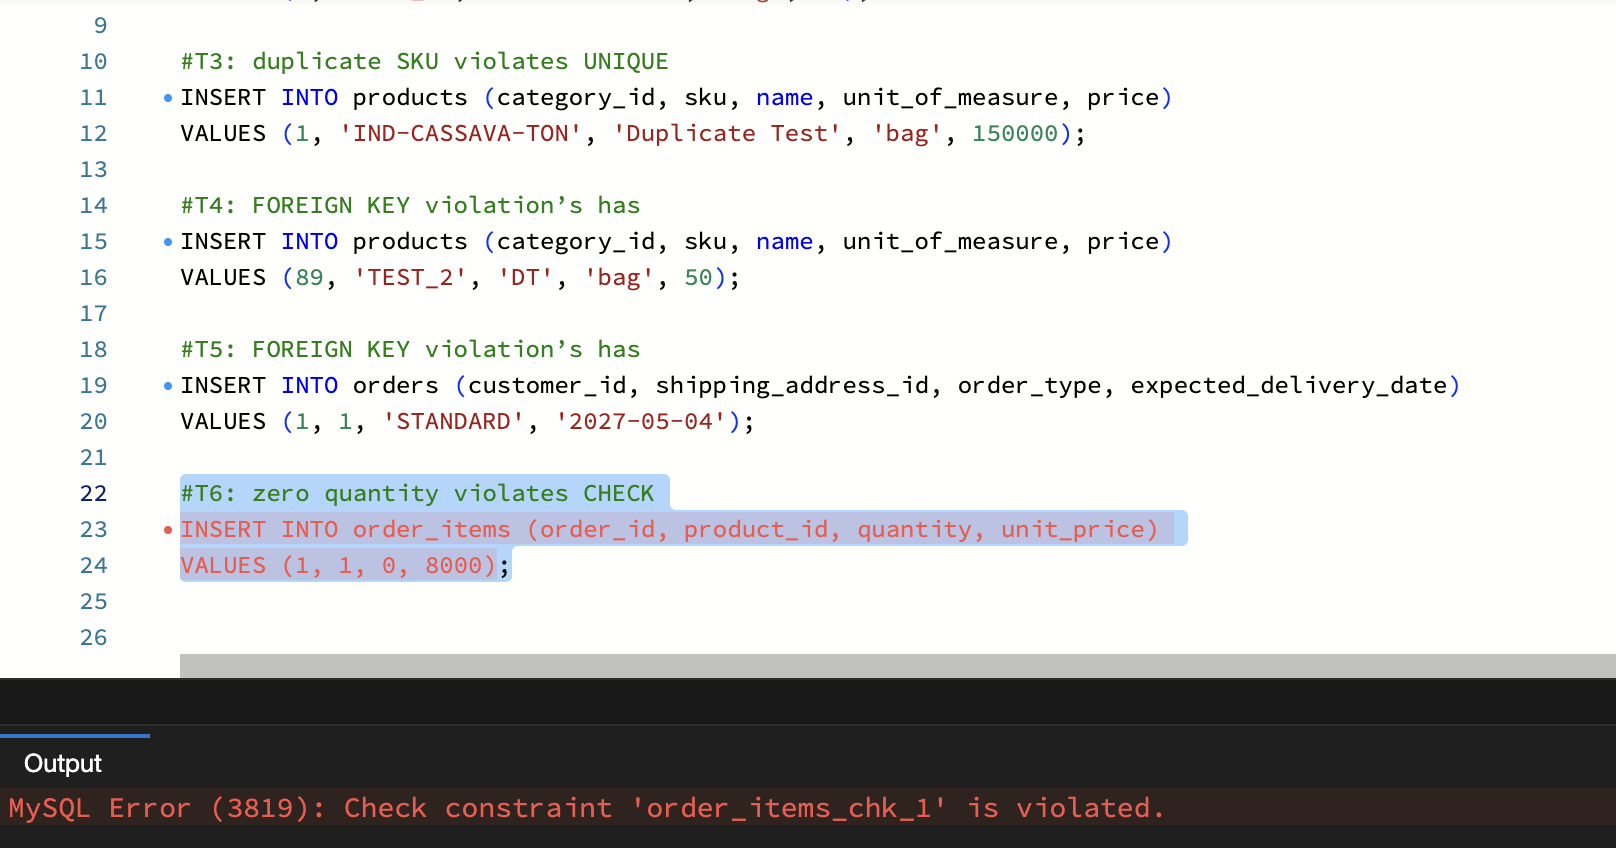 9
10 #T3: duplicate SKU violates UNIQUE
11 INSERT INTO products (category_id, sku, name, unit_of_measure, price)
12 VALUES (1, 'IND-CASSAVA-TON', 'Duplicate Test', 'bag', 150000);
13
14 #T4: FOREIGN KEY violation’s has
15 INSERT INTO products (category_id, sku, name, unit_of_measure, price)
16 VALUES (89, 'TEST_2', 'DT', 'bag', 50);
17
18 #T5: FOREIGN KEY violation’s has
19 INSERT INTO orders (customer_id, shipping_address_id, order_type, expected_delivery_date)
20 VALUES (1, 1, 'STANDARD', '2027-05-04');
21
22 #T6: zero quantity violates CHECK
23 INSERT INTO order_items (order_id, product_id, quantity, unit_price)
24 VALUES (1, 1, 0, 8000);
25
26
Output
MySQL Error (3819): Check constraint 'order_items_chk_1' is violated.